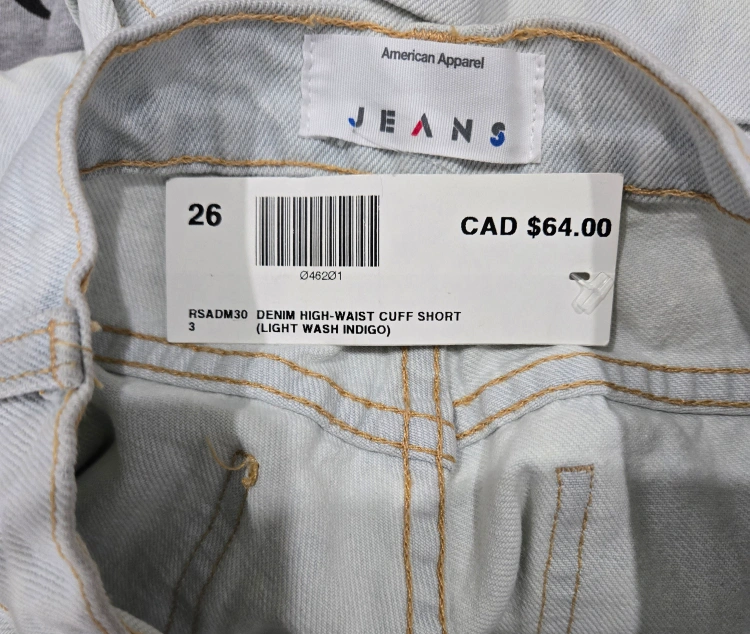 American Apparel
JEANS
26
CAD $64.00
Ø462Ø1
RSADM30 DENIM HIGH-WAIST CUFF SHORT
3 (LIGHT WASH INDIGO)